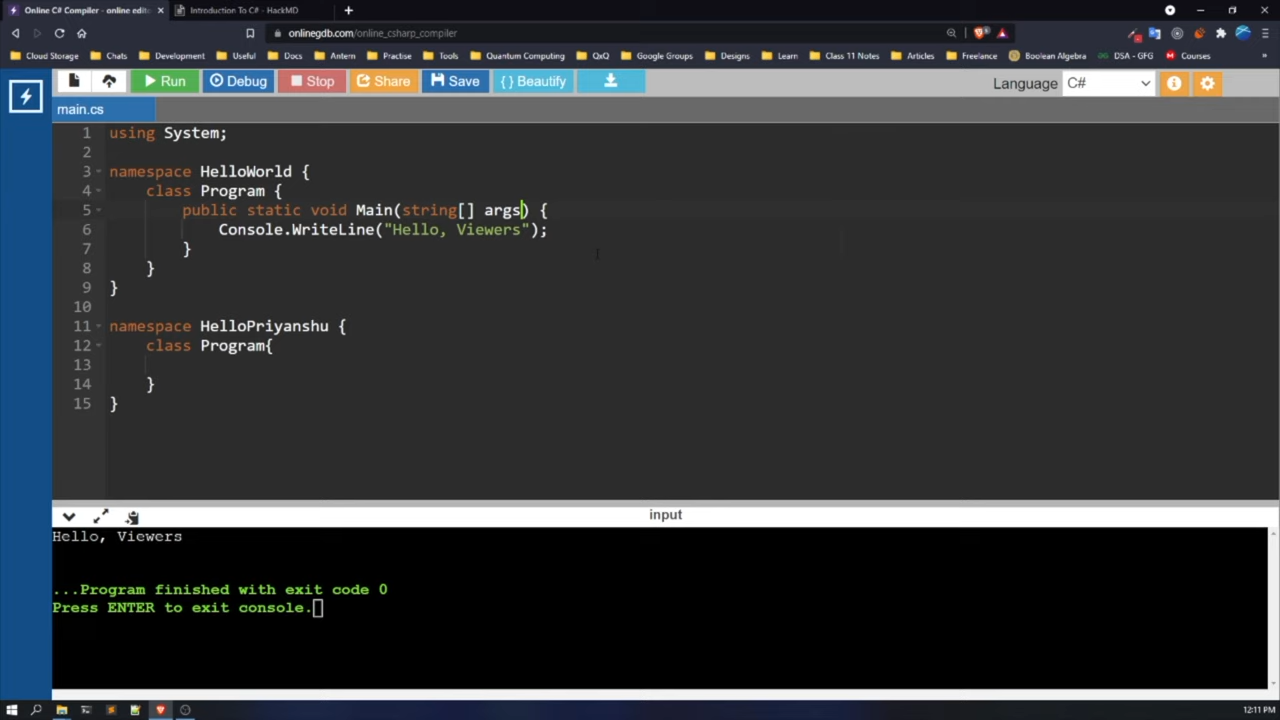 Online C# Compiler - online edito
Introduction To C# - HackMD
onlinegdb.com/online_csharp_compiler
Cloud Storage Chats Development Useful Docs Antern Practise Tools Quantum Computing QxQ Google Groups Designs Learn Class 11 Notes Articles Freelance Boolean Algebra DSA - GFG Courses »
Run Debug Stop Share Save { } Beautify Language C#
main.cs
1 using System;
2
3 namespace HelloWorld {
4 class Program {
5 public static void Main(string[] args) {
6 Console.WriteLine("Hello, Viewers");
7 }
8 }
9 }
10
11 namespace HelloPriyanshu {
12 class Program{
13
14 }
15 }
input
Hello, Viewers
...Program finished with exit code 0
Press ENTER to exit console.
12:11 PM